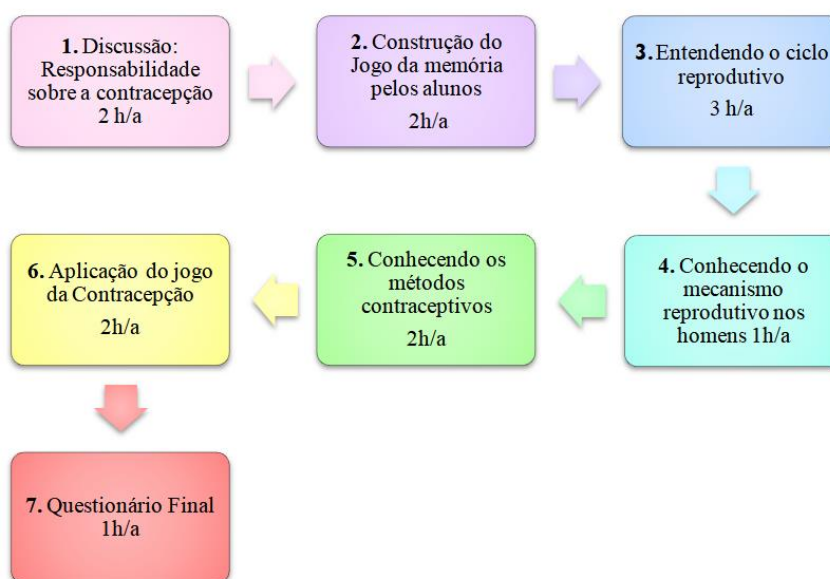 1. Discussão:
Responsabilidade
sobre a contracepção
2 h/a
2. Construção do
Jogo da memória
pelos alunos
2h/a
3. Entendendo o ciclo
reprodutivo
3 h/a
4. Conhecendo o
mecanismo
reprodutivo nos
homens 1h/a
5. Conhecendo os
métodos
contraceptivos
2h/a
6. Aplicação do jogo
da Contracepção
2h/a
7. Questionário Final
1h/a